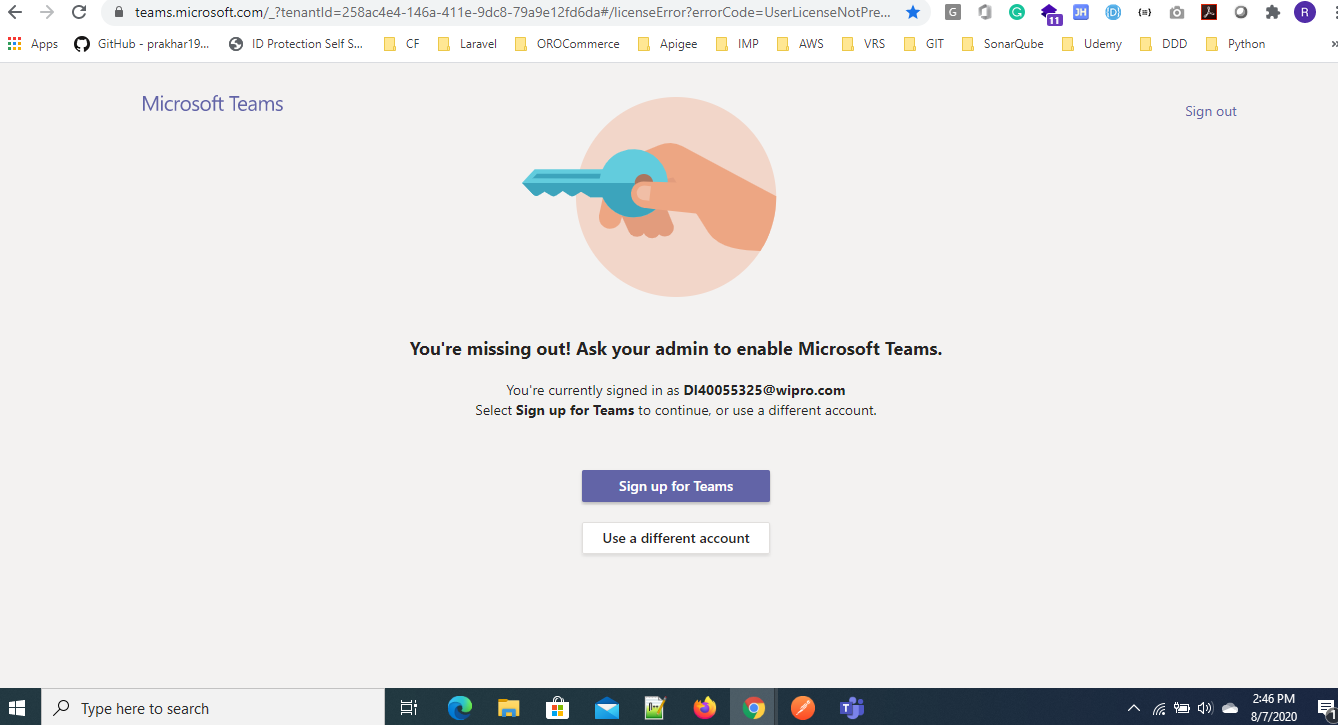 teams.microsoft.com/_?tenantId=258ac4e4-146a-411e-9dc8-79a9e12fd6da#/licenseError?errorCode=UserLicenseNotPre...
G
G
11
JH
(D)
{≡}
R
Apps
GitHub - prakhar19...
ID Protection Self S...
CF
Laravel
OROCommerce
Apigee
IMP
AWS
VRS
GIT
SonarQube
Udemy
DDD
Python
»
Microsoft Teams
Sign out
You're missing out! Ask your admin to enable Microsoft Teams.
You're currently signed in as DI40055325@wipro.com
Select Sign up for Teams to continue, or use a different account.
Sign up for Teams
Use a different account
Type here to search
2:46 PM
8/7/2020
1